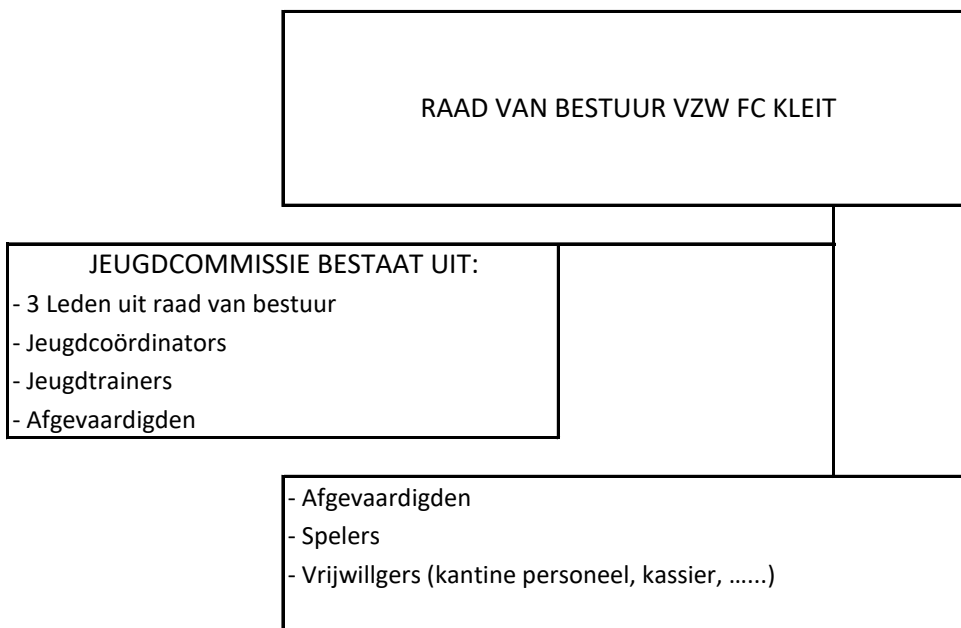 RAAD VAN BESTUUR VZW FC KLEIT
JEUGDCOMMISSIE BESTAAT UIT:
- 3 Leden uit raad van bestuur
- Jeugdcoördinators
- Jeugdtrainers
- Afgevaardigden
- Afgevaardigden
- Spelers
- Vrijwillgers (kantine personeel, kassier, …...)